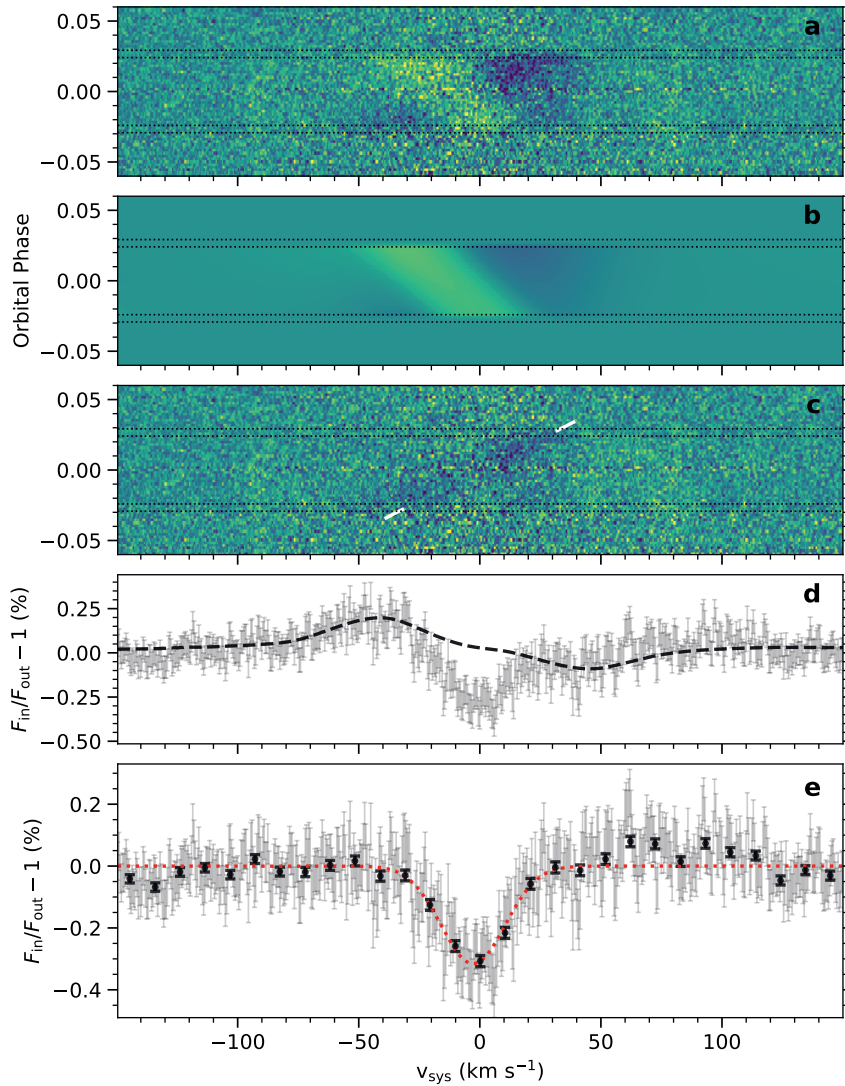 a
0.05
0.00
−0.05
b
0.05
0.00
−0.05
Orbital Phase
c
0.05
0.00
−0.05
d
0.25
0.00
−0.25
−0.50
F_in/F_out − 1 (%)
e
0.2
0.0
−0.2
−0.4
F_in/F_out − 1 (%)
−100 −50 0 50 100
v_sys (km s⁻¹)